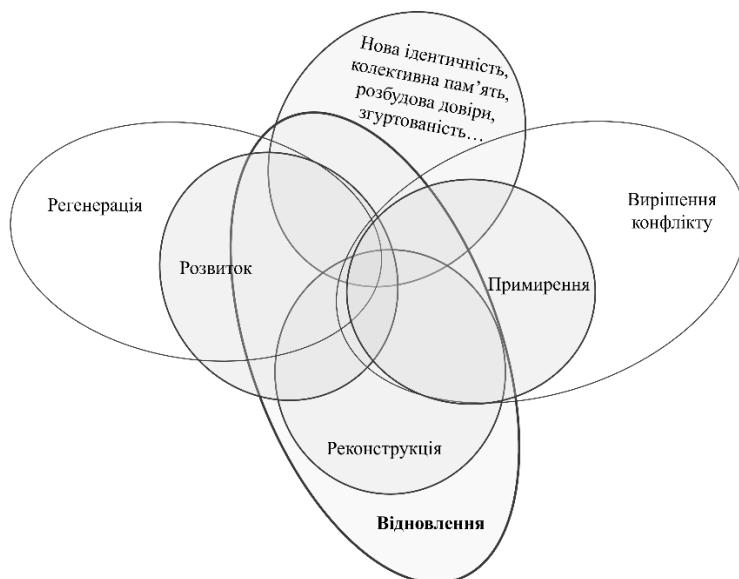 Нова ідентичність,
колективна пам’ять,
розбудова довіри,
згуртованість…
Регенерація
Вирішення
конфлікту
Розвиток
Примирення
Реконструкція
Відновлення